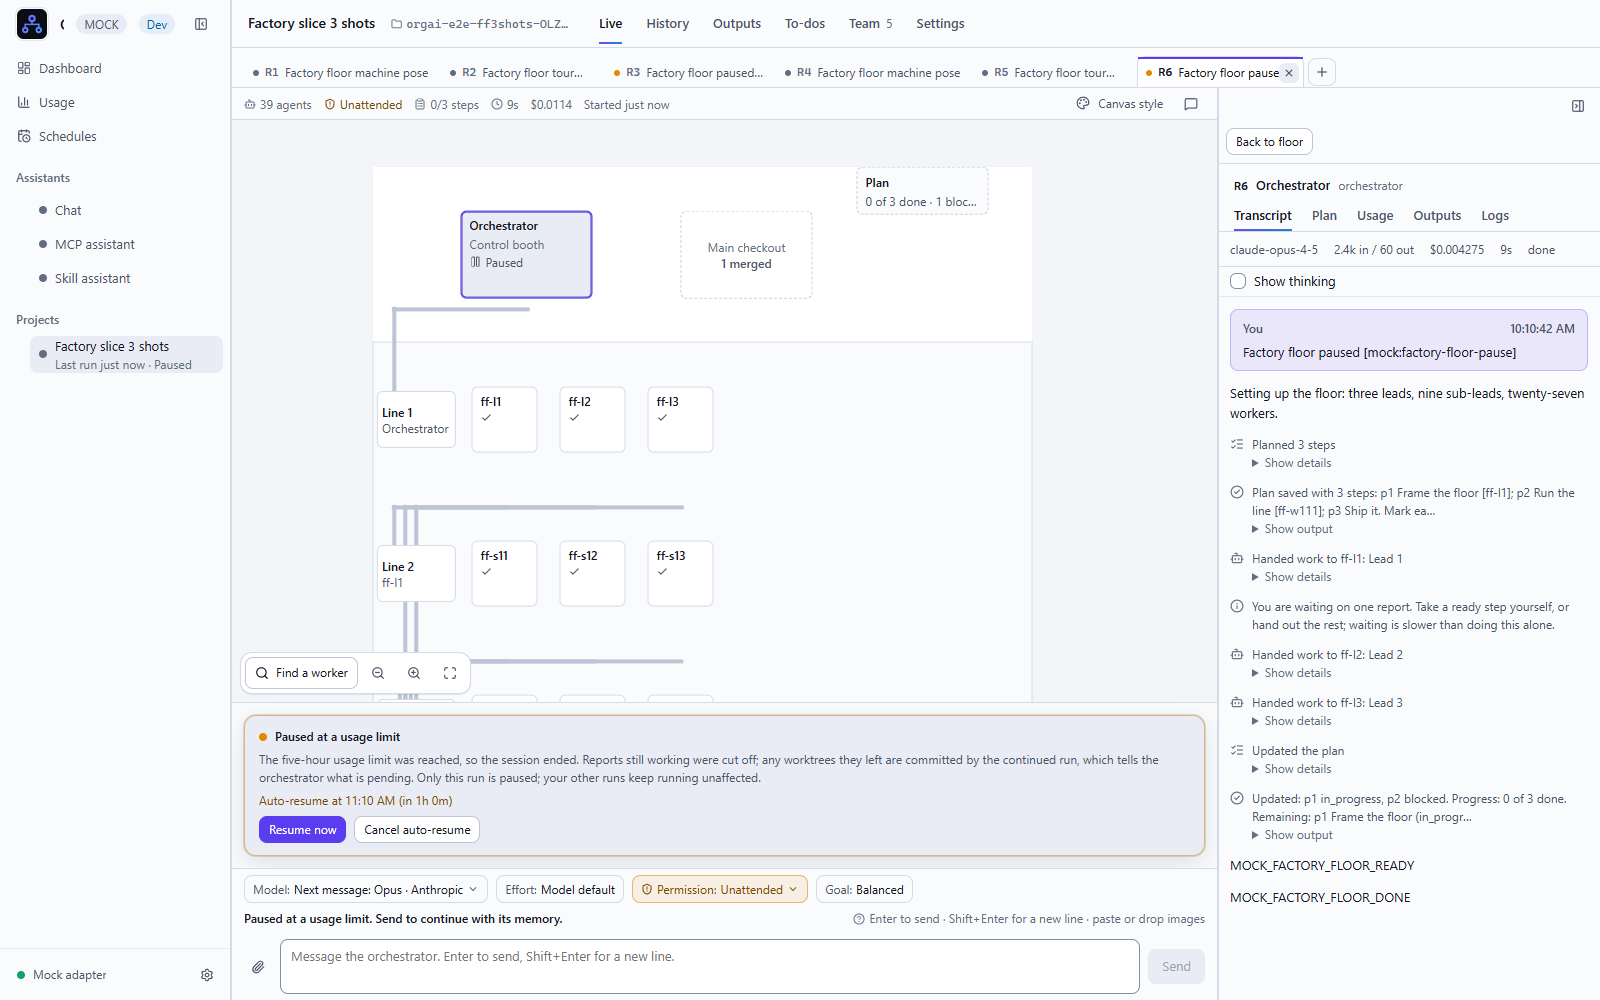 MOCK
Dev
Dashboard
Usage
Schedules
Assistants
Chat
MCP assistant
Skill assistant
Projects
Factory slice 3 shots
Last run just now · Paused
Mock adapter
Factory slice 3 shots
orgai-e2e-ff3shots-OLZ…
Live
History
Outputs
To-dos
Team 5
Settings
R1 Factory floor machine pose
R2 Factory floor tour...
R3 Factory floor paused...
R4 Factory floor machine pose
R5 Factory floor tour...
R6 Factory floor pause
39 agents
Unattended
0/3 steps
9s
$0.0114
Started just now
Canvas style
Plan
0 of 3 done · 1 bloc...
Orchestrator
Control booth
Paused
Main checkout
1 merged
Line 1
Orchestrator
ff-l1
ff-l2
ff-l3
Line 2
ff-l1
ff-s11
ff-s12
ff-s13
Find a worker
Paused at a usage limit
The five-hour usage limit was reached, so the session ended. Reports still working were cut off; any worktrees they left are committed by the continued run, which tells the
orchestrator what is pending. Only this run is paused; your other runs keep running unaffected.
Auto-resume at 11:10 AM (in 1h 0m)
Resume now
Cancel auto-resume
Model: Next message: Opus · Anthropic
Effort: Model default
Permission: Unattended
Goal: Balanced
Paused at a usage limit. Send to continue with its memory.
Enter to send · Shift+Enter for a new line · paste or drop images
Message the orchestrator. Enter to send, Shift+Enter for a new line.
Send
Back to floor
R6 Orchestrator orchestrator
Transcript
Plan
Usage
Outputs
Logs
claude-opus-4-5
2.4k in / 60 out
$0.004275
9s
done
Show thinking
You
10:10:42 AM
Factory floor paused [mock:factory-floor-pause]
Setting up the floor: three leads, nine sub-leads, twenty-seven
workers.
Planned 3 steps
Show details
Plan saved with 3 steps: p1 Frame the floor [ff-l1]; p2 Run the
line [ff-w111]; p3 Ship it. Mark ea...
Show output
Handed work to ff-l1: Lead 1
Show details
You are waiting on one report. Take a ready step yourself, or
hand out the rest; waiting is slower than doing this alone.
Handed work to ff-l2: Lead 2
Show details
Handed work to ff-l3: Lead 3
Show details
Updated the plan
Show details
Updated: p1 in_progress, p2 blocked. Progress: 0 of 3 done.
Remaining: p1 Frame the floor (in_progr...
Show output
MOCK_FACTORY_FLOOR_READY
MOCK_FACTORY_FLOOR_DONE